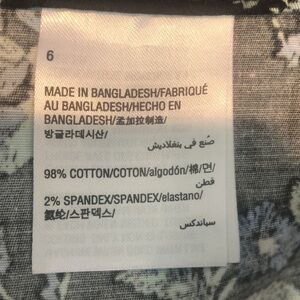 6
MADE IN BANGLADESH/FABRIQUÉ
AU BANGLADESH/HECHO EN
BANGLADESH/孟加拉制造/
방글라데시산/
صُنع في بنغلاديش
98% COTTON/COTON/algodón/棉/면/
قطن
2% SPANDEX/SPANDEX/elastano/
氨纶/스판덱스/
سباندكس